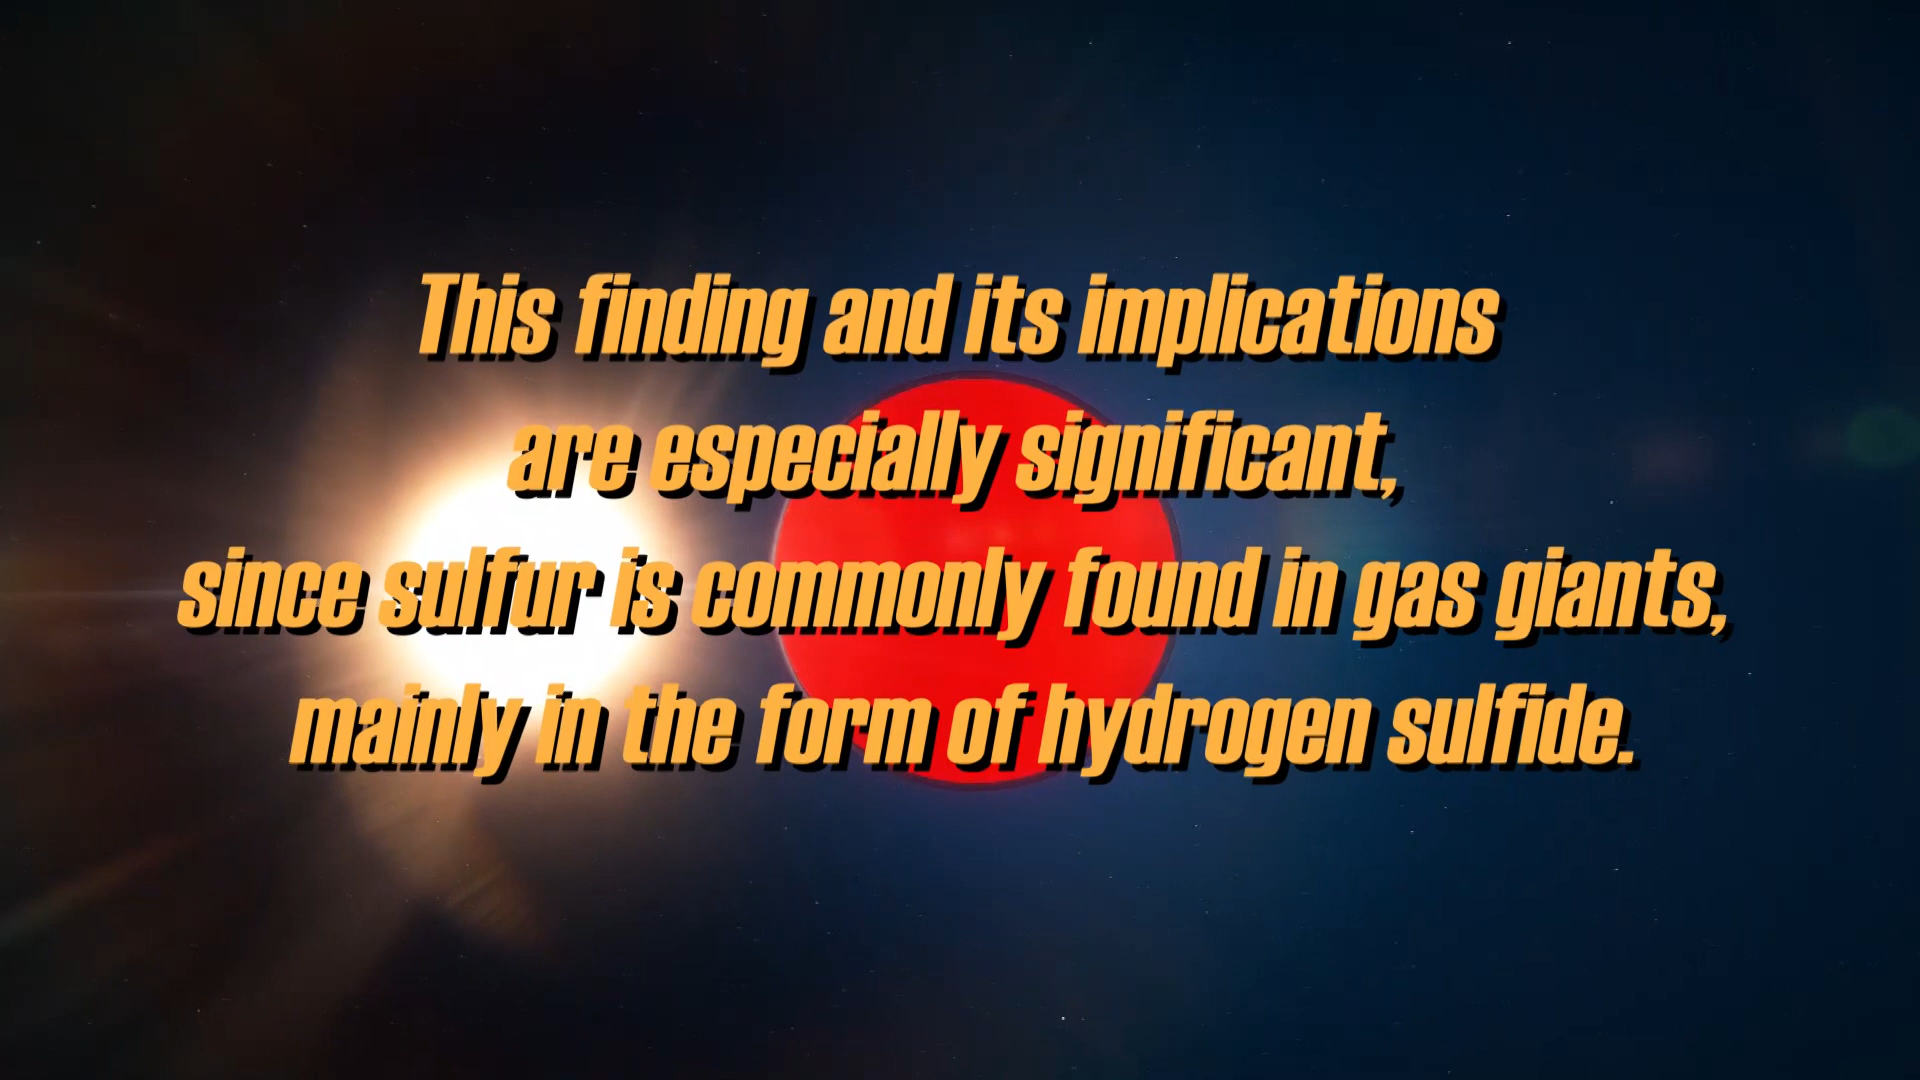 This finding and its implications
are especially significant,
since sulfur is commonly found in gas giants,
mainly in the form of hydrogen sulfide.